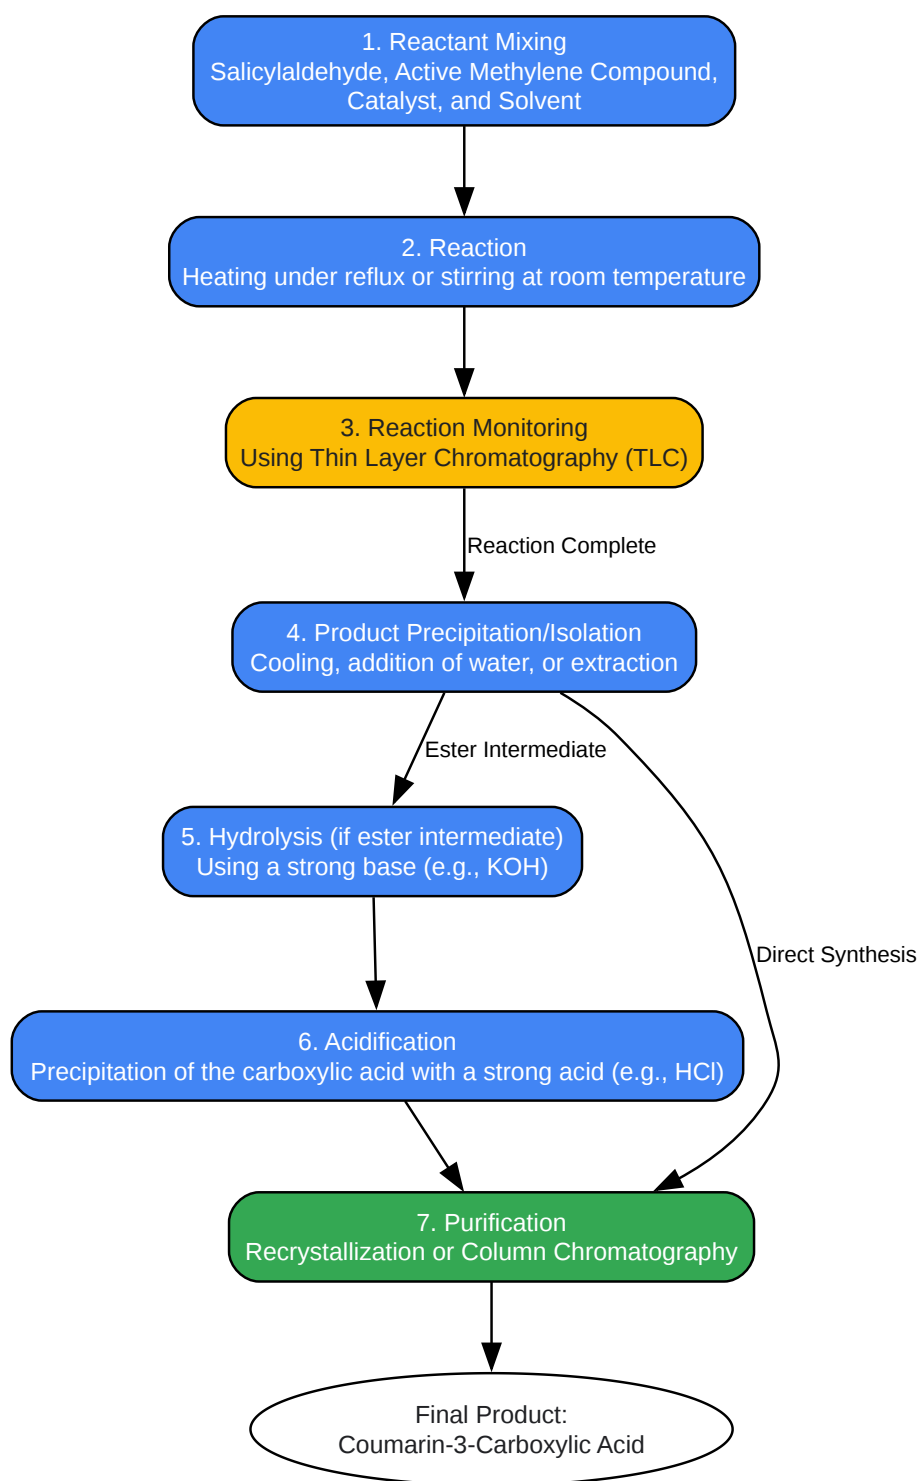 1. Reactant Mixing
Salicylaldehyde, Active Methylene Compound,
Catalyst, and Solvent
2. Reaction
Heating under reflux or stirring at room temperature
3. Reaction Monitoring
Using Thin Layer Chromatography (TLC)
Reaction Complete
4. Product Precipitation/Isolation
Cooling, addition of water, or extraction
Ester Intermediate
5. Hydrolysis (if ester intermediate)
Using a strong base (e.g., KOH)
Direct Synthesis
6. Acidification
Precipitation of the carboxylic acid with a strong acid (e.g., HCl)
7. Purification
Recrystallization or Column Chromatography
Final Product:
Coumarin-3-Carboxylic Acid